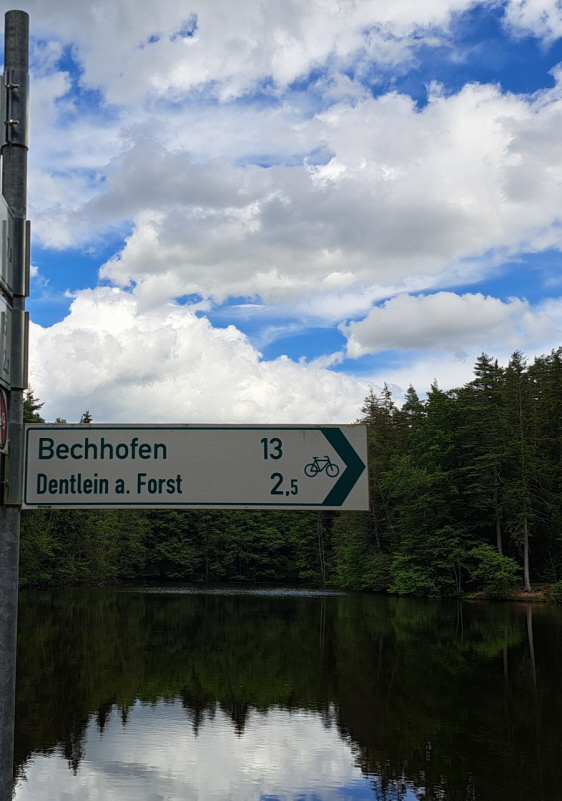 Bechhofen 13
Dentlein a. Forst 2,5